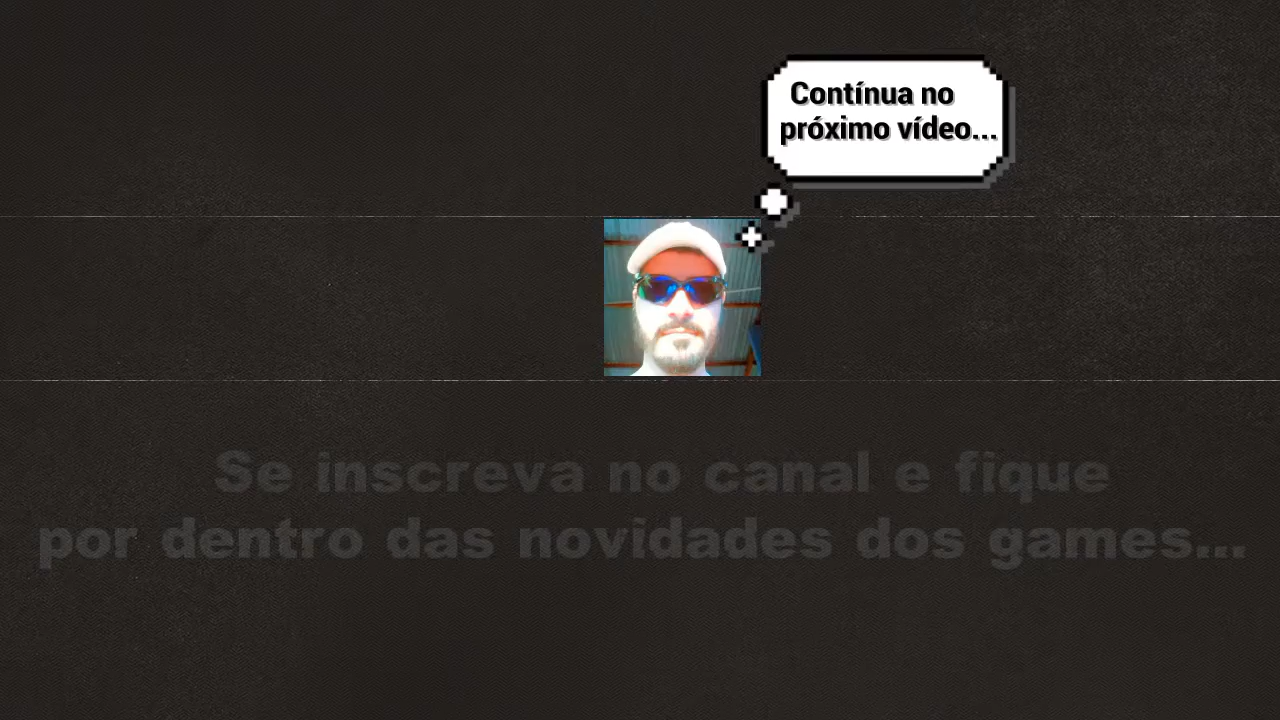 Contínua no
próximo vídeo...
Se inscreva no canal e fique
por dentro das novidades dos games...